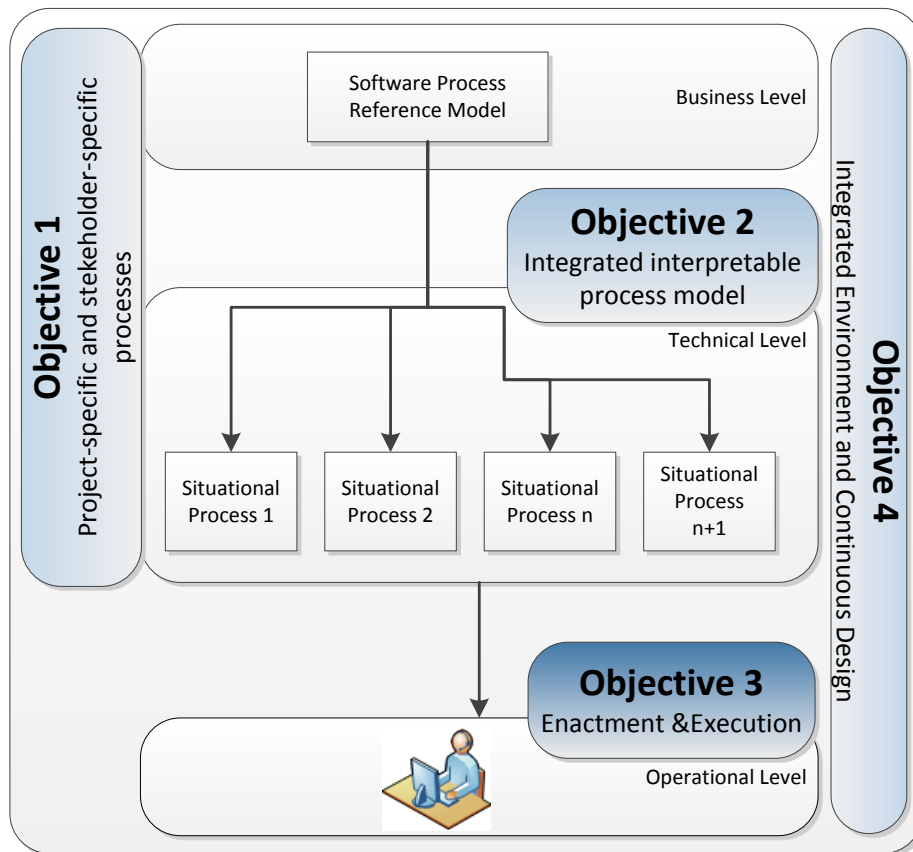 Objective 1
Project-specific and stekeholder-specific
processes
Software Process
Reference Model
Business Level
Objective 2
Integrated interpretable
process model
Technical Level
Situational
Process 1
Situational
Process 2
Situational
Process n
Situational
Process
n+1
Objective 3
Enactment &Execution
Operational Level
Objective 4
Integrated Environment and Continuous Design